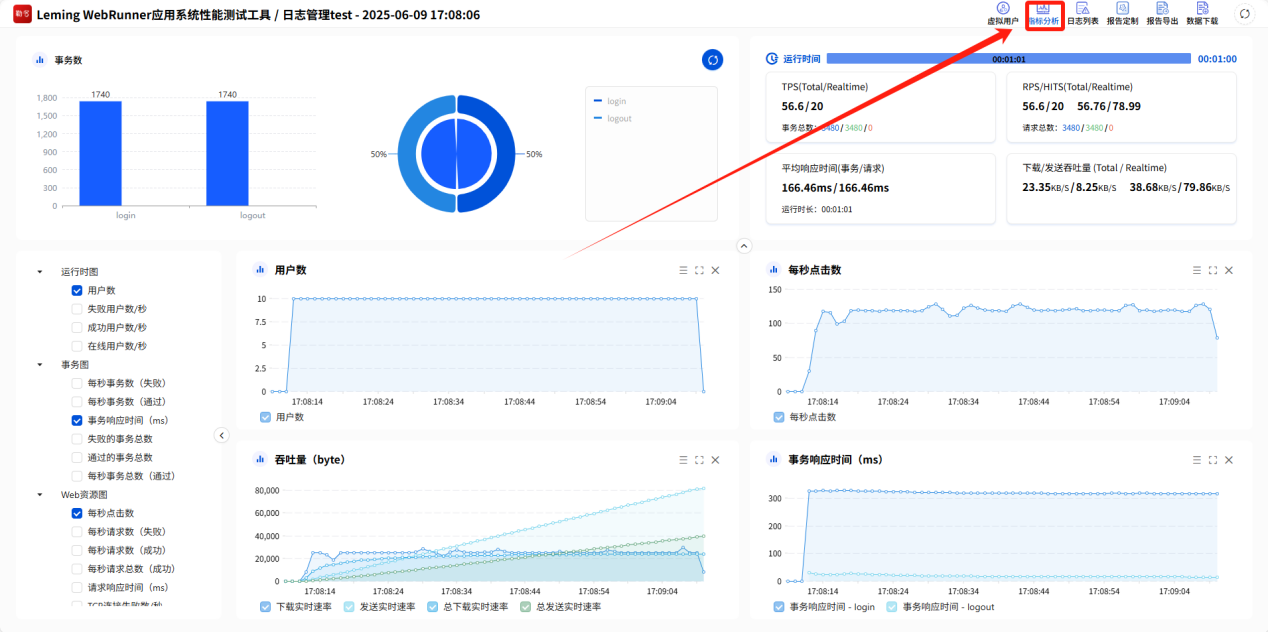 Leming WebRunner应用系统性能测试工具 / 日志管理test - 2025-06-09 17:08:06
虚拟用户 指标分析 日志列表 报告定制 报告导出 数据下载
事务数
1,800
1,500
1,200
900
600
300
0
1740
1740
login
logout
50%
50%
login
logout
运行时间
00:01:01
00:01:00
TPS(Total/Realtime)
56.6/20
事务总数: 3480/3480/0
RPS/HITS(Total/Realtime)
56.6/20 56.76/78.99
请求总数: 3480/3480/0
平均响应时间(事务/请求)
166.46ms/166.46ms
运行时长: 00:01:01
下载/发送吞吐量 (Total / Realtime)
23.35KB/S/8.25KB/S 38.68KB/S/79.86KB/S
运行时图
用户数
失败用户数/秒
成功用户数/秒
在线用户数/秒
事务图
每秒事务数（失败）
每秒事务数（通过）
事务响应时间（ms）
失败的事务总数
通过的事务总数
每秒事务总数（通过）
Web资源图
每秒点击数
每秒请求数（失败）
每秒请求数（成功）
每秒请求总数（成功）
请求响应时间（ms）
TCP连接失败数/秒
用户数
10
7.5
5
2.5
0
17:08:14 17:08:24 17:08:34 17:08:44 17:08:54 17:09:04
用户数
每秒点击数
150
100
50
0
17:08:14 17:08:24 17:08:34 17:08:44 17:08:54 17:09:04
每秒点击数
吞吐量（byte）
80,000
60,000
40,000
20,000
0
17:08:14 17:08:24 17:08:34 17:08:44 17:08:54 17:09:04
下载实时速率 发送实时速率 总下载实时速率 总发送实时速率
事务响应时间（ms）
300
200
100
0
17:08:14 17:08:24 17:08:34 17:08:44 17:08:54 17:09:04
事务响应时间 - login 事务响应时间 - logout